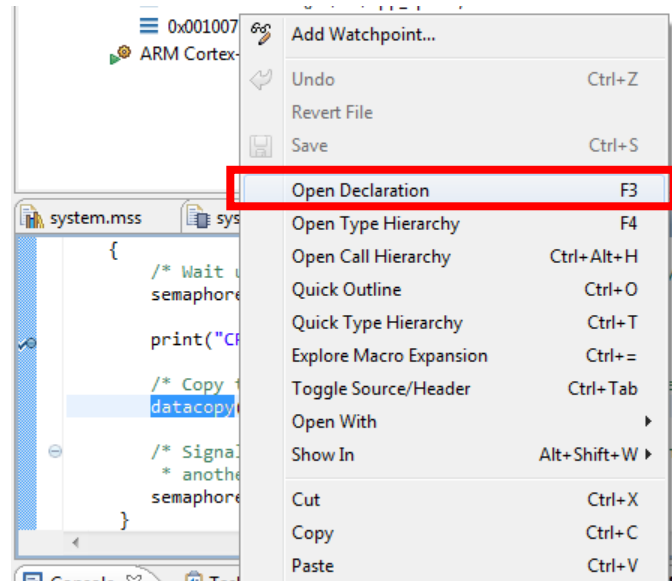 0x001007
ARM Cortex-
Add Watchpoint...
Undo Ctrl+Z
Revert File
Save Ctrl+S
Open Declaration F3
Open Type Hierarchy F4
Open Call Hierarchy Ctrl+Alt+H
Quick Outline Ctrl+O
Quick Type Hierarchy Ctrl+T
Explore Macro Expansion Ctrl+=
Toggle Source/Header Ctrl+Tab
Open With
Show In Alt+Shift+W
Cut Ctrl+X
Copy Ctrl+C
Paste Ctrl+V
system.mss sys
{
/* Wait
semaphore
print("CP
/* Copy
datacopy
/* Signal
* anothe
semaphore
}
Console